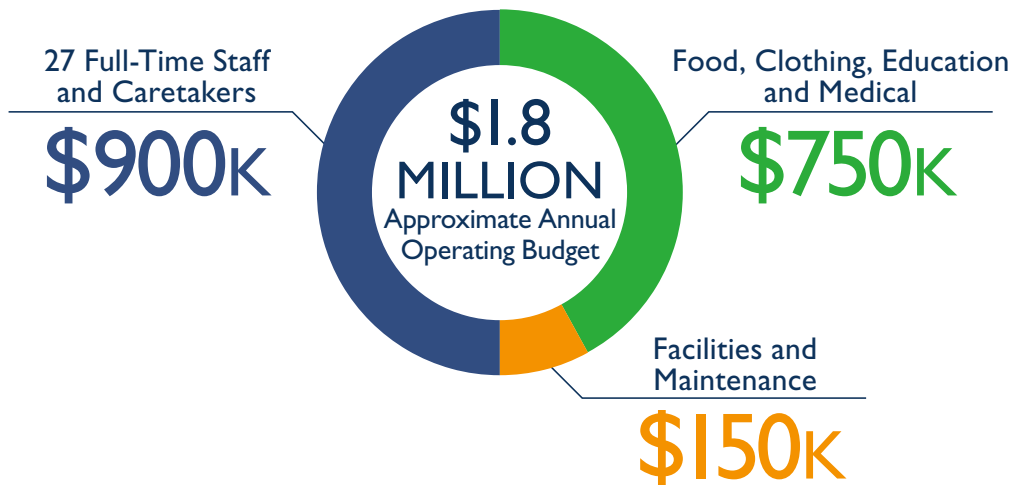 27 Full-Time Staff
and Caretakers
$900K
$1.8
MILLION
Approximate Annual
Operating Budget
Food, Clothing, Education
and Medical
$750K
Facilities and
Maintenance
$150K